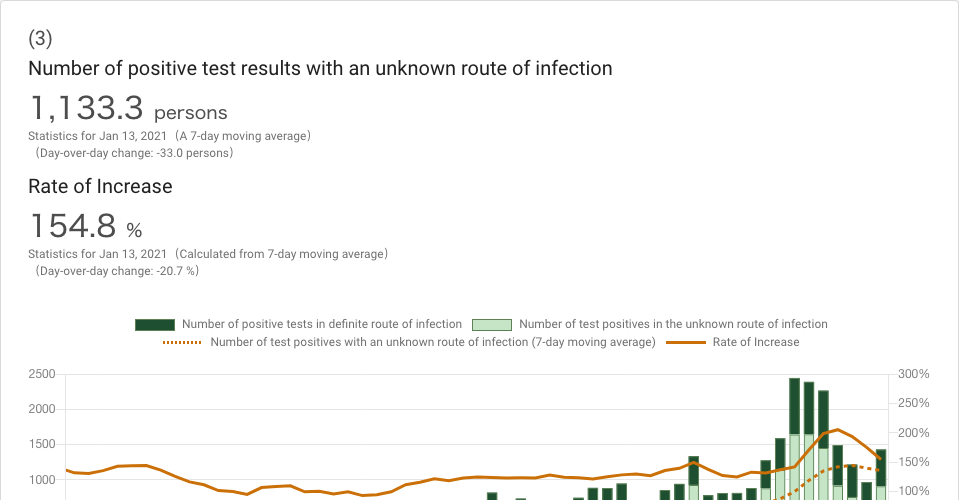 (3)
Number of positive test results with an unknown route of infection
1,133.3 persons
Statistics for Jan 13, 2021（A 7-day moving average）
（Day-over-day change: -33.0 persons）
Rate of Increase
154.8 %
Statistics for Jan 13, 2021（Calculated from 7-day moving average）
（Day-over-day change: -20.7 %）
Number of positive tests in definite route of infection Number of test positives in the unknown route of infection
Number of test positives with an unknown route of infection (7-day moving average) Rate of Increase
2500 300%
250%
2000
200%
1500
150%
1000
100%